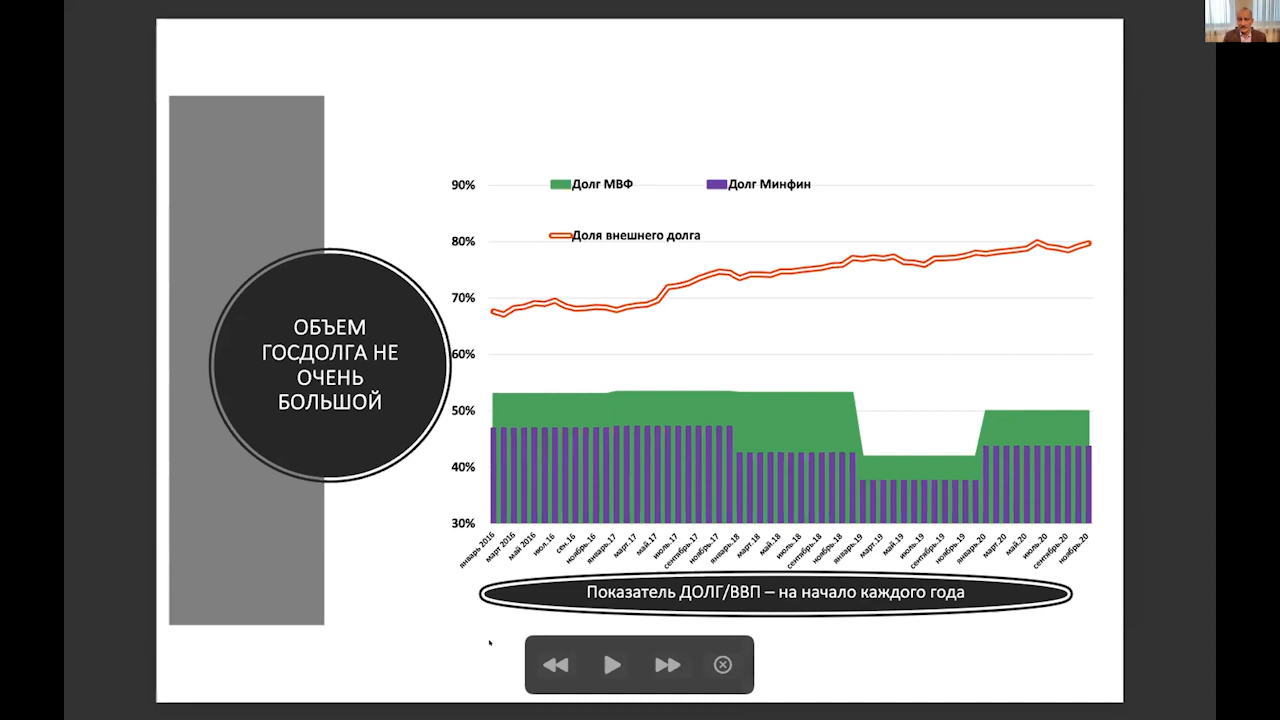 ОБЪЕМ
ГОСДОЛГА НЕ
ОЧЕНЬ
БОЛЬШОЙ
Долг МВФ
Долг Минфин
Доля внешнего долга
90%
80%
70%
60%
50%
40%
30%
январь 2016
март 2016
май 2016
июл.16
сен.16
ноябрь.16
январь.17
март.17
май.17
июль.17
сентябрь.17
ноябрь.17
январь.18
март.18
май.18
июль.18
сентябрь.18
ноябрь.18
январь.19
март.19
май.19
июль.19
сентябрь.19
ноябрь.19
январь.20
март.20
май.20
июль.20
сентябрь.20
ноябрь.20
Показатель ДОЛГ/ВВП – на начало каждого года